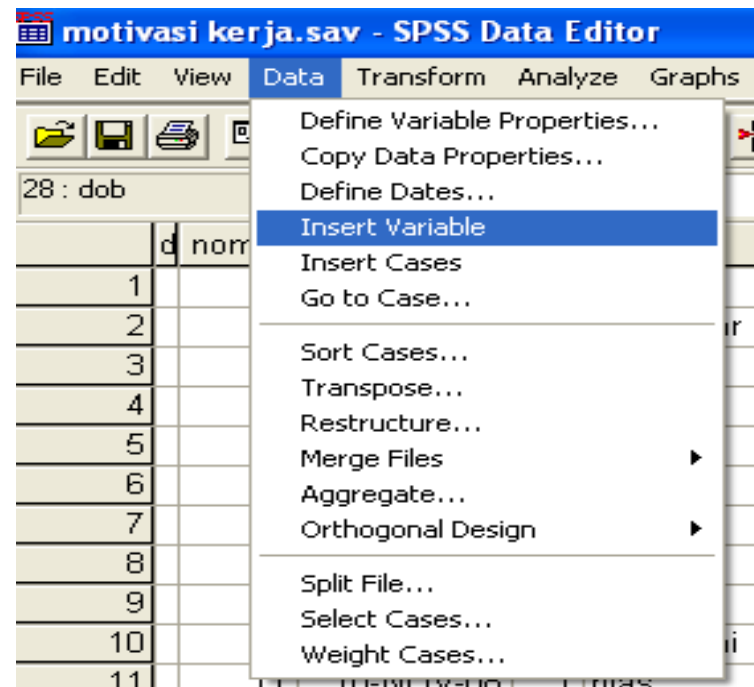 motivasi kerja.sav - SPSS Data Editor
File Edit View Data Transform Analyze Graphs
Define Variable Properties...
Copy Data Properties...
28 : dob
Define Dates...
Insert Variable
d nom
Insert Cases
1
Go to Case...
2
Sort Cases...
3
Transpose...
4
Restructure...
5
Merge Files
6
Aggregate...
7
Orthogonal Design
8
Split File...
9
Select Cases...
10
Weight Cases...
11